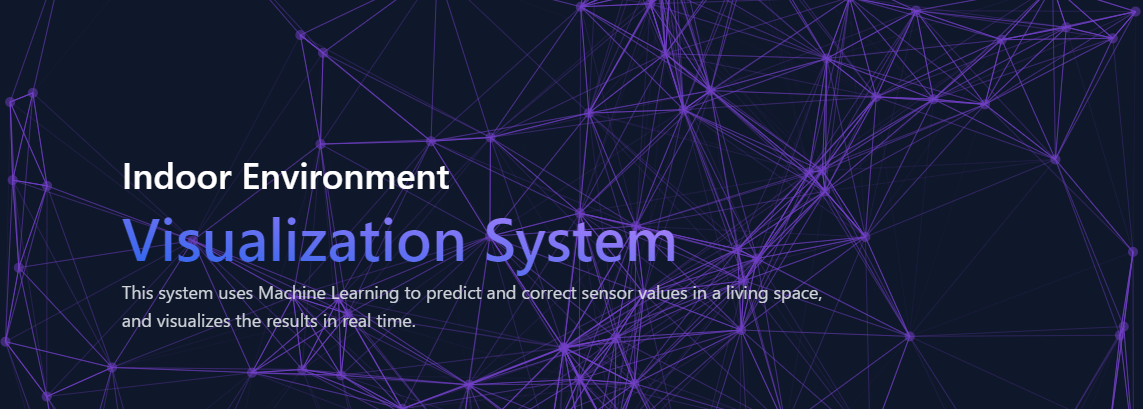 Indoor Environment
Visualization System
This system uses Machine Learning to predict and correct sensor values in a living space,
and visualizes the results in real time.